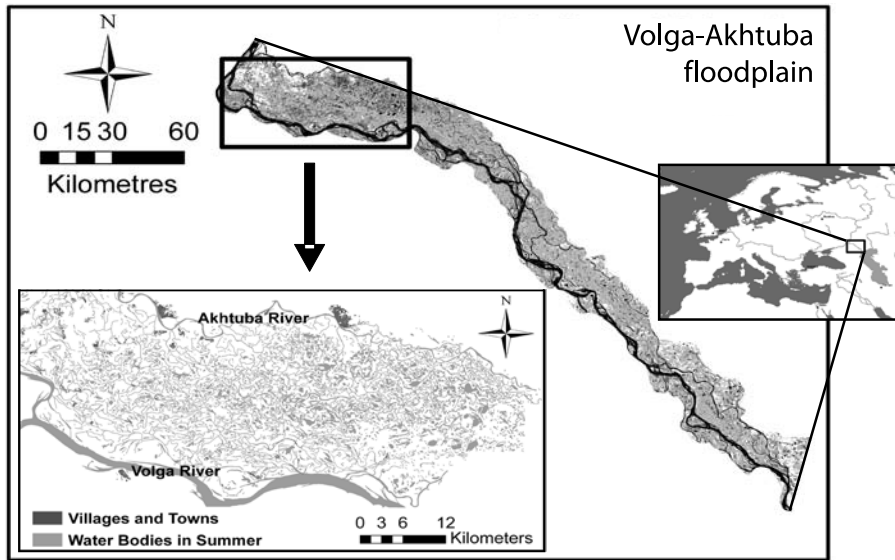 Volga-Akhtuba
floodplain
N
0 15 30 60
Kilometres
N
Akhtuba River
Volga River
Villages and Towns
Water Bodies in Summer
0 3 6 12
Kilometers